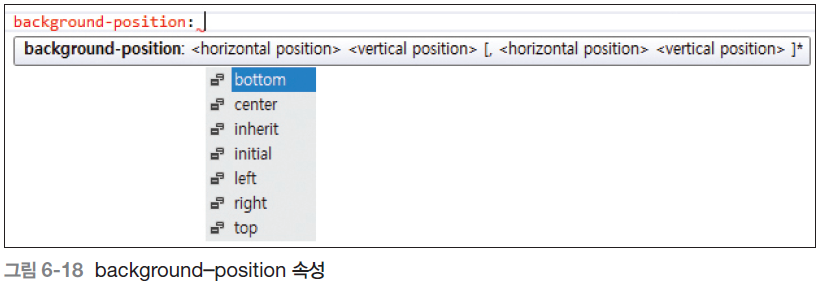 background-position:
background-position: <horizontal position> <vertical position> [, <horizontal position> <vertical position> ]*
bottom
center
inherit
initial
left
right
top
그림 6-18 background-position 속성